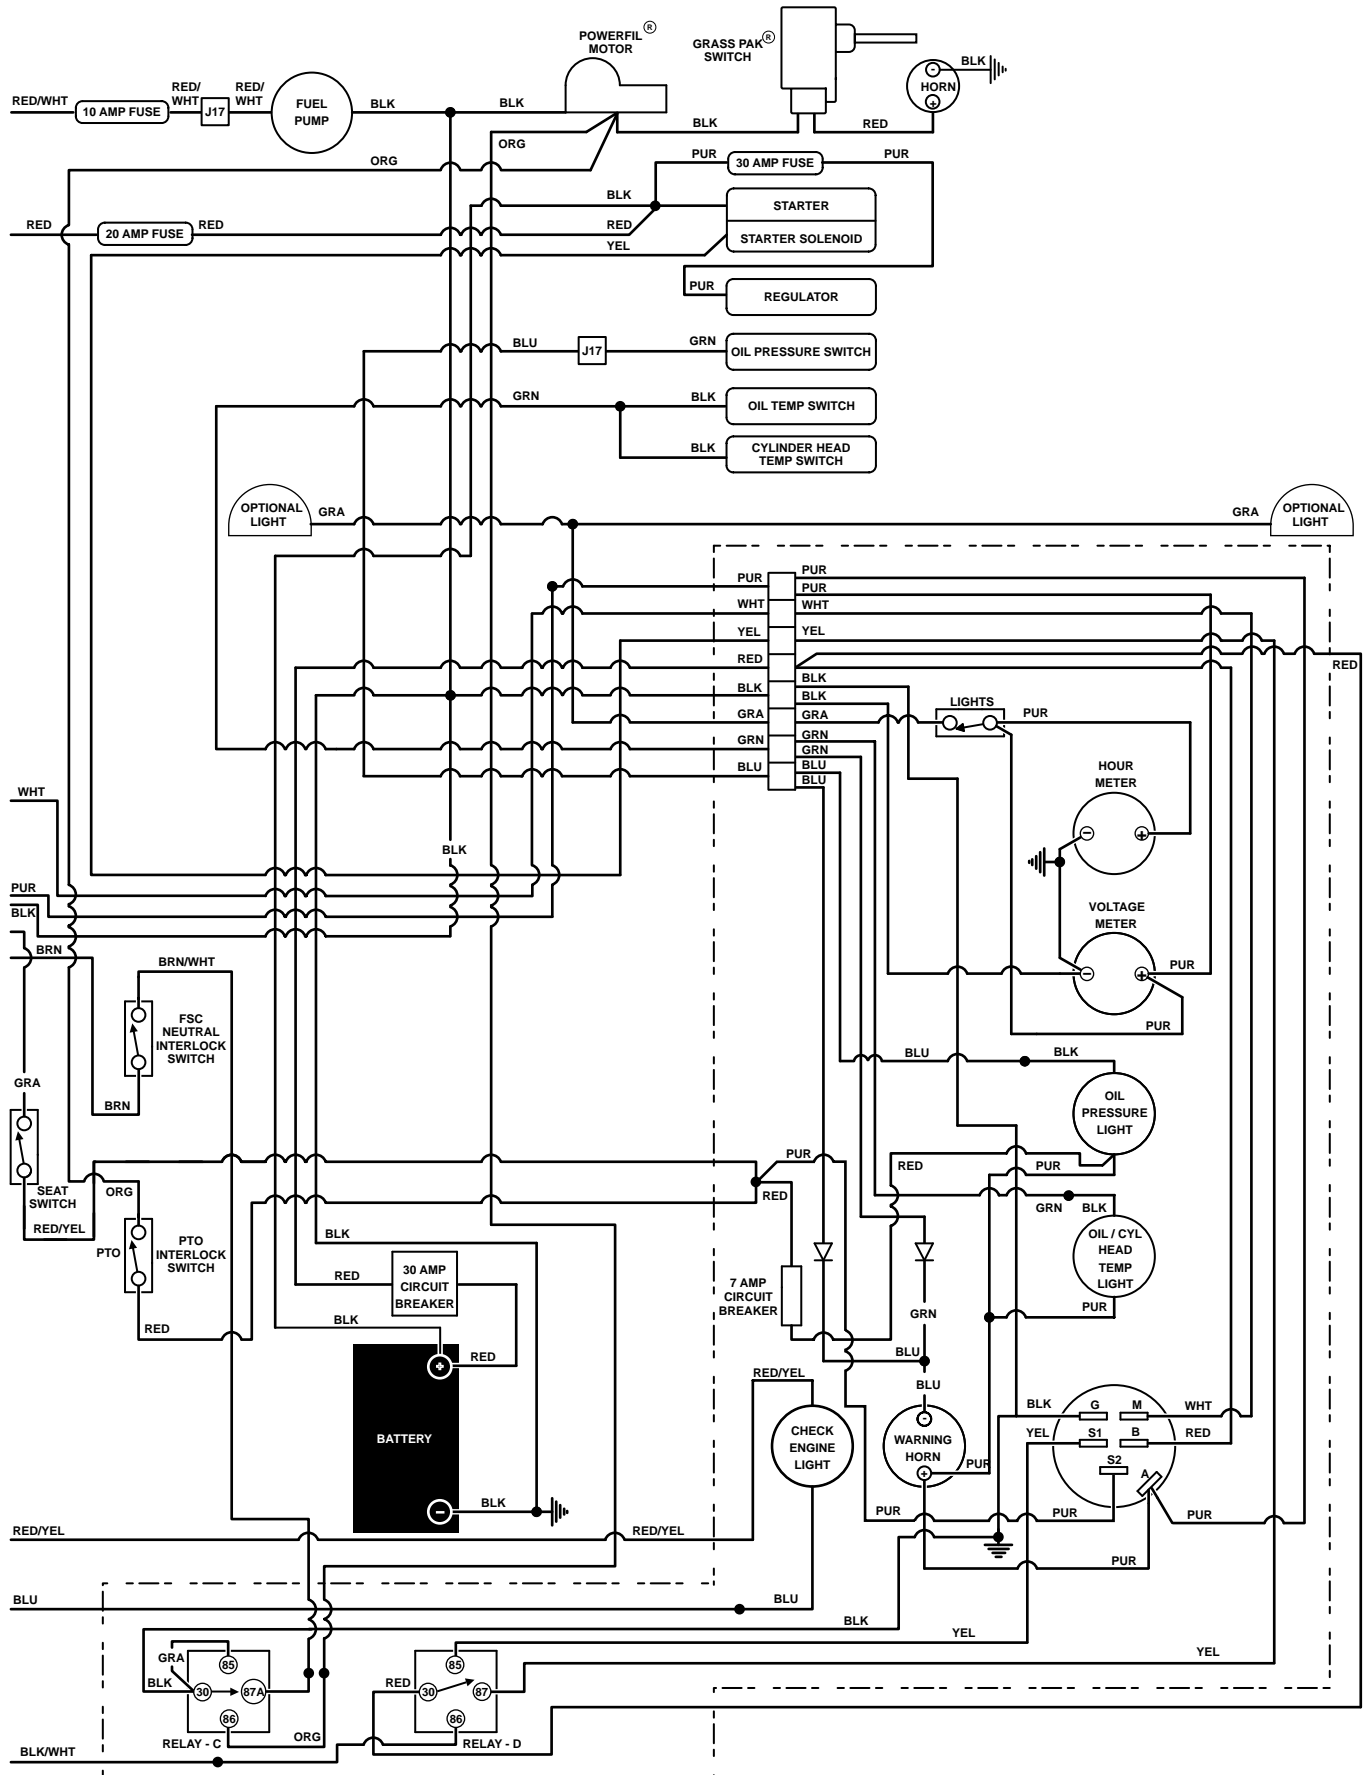 POWERFIL ®
MOTOR
GRASS PAK ®
SWITCH
BLK
HORN
-
+
RED/WHT
10 AMP FUSE
RED/
WHT
J17
RED/
WHT
FUEL
PUMP
BLK
BLK
BLK
RED
ORG
ORG
PUR
30 AMP FUSE
PUR
BLK
STARTER
RED
20 AMP FUSE
RED
RED
STARTER SOLENOID
YEL
PUR
REGULATOR
BLU
J17
GRN
OIL PRESSURE SWITCH
GRN
BLK
OIL TEMP SWITCH
BLK
CYLINDER HEAD
TEMP SWITCH
OPTIONAL
LIGHT
GRA
GRA
OPTIONAL
LIGHT
PUR
PUR
PUR
WHT
WHT
YEL
YEL
RED
RED
BLK
BLK
BLK
GRA
GRA
LIGHTS
PUR
GRN
GRN
GRN
BLU
BLU
BLU
HOUR
METER
-
+
WHT
BLK
PUR
BLK
VOLTAGE
METER
-
+
PUR
PUR
BRN
BRN/WHT
FSC
NEUTRAL
INTERLOCK
SWITCH
GRA
BRN
BLU
BLK
OIL
PRESSURE
LIGHT
PUR
RED
PUR
RED
SEAT
SWITCH
ORG
RED/YEL
PTO
PTO
INTERLOCK
SWITCH
GRN
BLK
OIL / CYL
HEAD
TEMP
LIGHT
PUR
BLK
RED
30 AMP
CIRCUIT
BREAKER
7 AMP
CIRCUIT
BREAKER
GRN
RED
BLK
+
RED
BLU
BLU
RED/YEL
BATTERY
CHECK
ENGINE
LIGHT
-
WARNING
HORN
+
PUR
BLK
G
M
WHT
YEL
S1
B
RED
S2
A
-
BLK
PUR
PUR
PUR
PUR
RED/YEL
RED/YEL
BLU
BLU
BLK
YEL
YEL
GRA
85
BLK
30
87A
86
ORG
RELAY - C
RED
85
30
87
86
RELAY - D
BLK/WHT